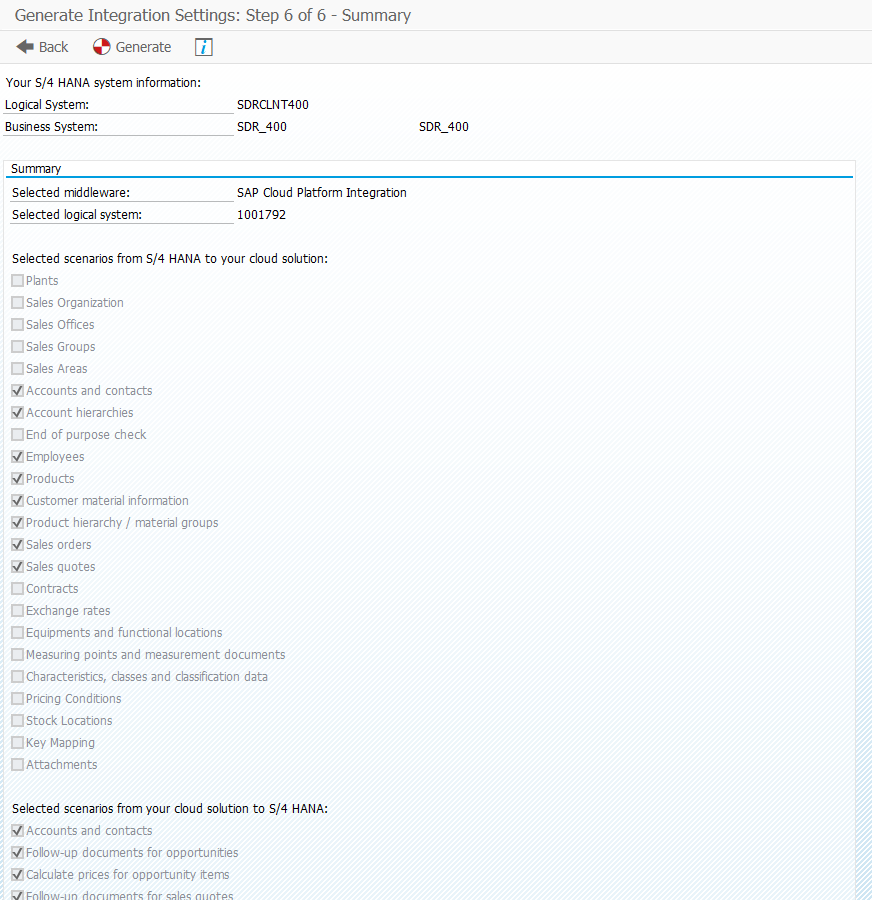 Generate Integration Settings: Step 6 of 6 - Summary
Back Generate i
Your S/4 HANA system information:
Logical System: SDRCLNT400
Business System: SDR_400 SDR_400
Summary
Selected middleware: SAP Cloud Platform Integration
Selected logical system: 1001792
Selected scenarios from S/4 HANA to your cloud solution:
Plants
Sales Organization
Sales Offices
Sales Groups
Sales Areas
Accounts and contacts
Account hierarchies
End of purpose check
Employees
Products
Customer material information
Product hierarchy / material groups
Sales orders
Sales quotes
Contracts
Exchange rates
Equipments and functional locations
Measuring points and measurement documents
Characteristics, classes and classification data
Pricing Conditions
Stock Locations
Key Mapping
Attachments
Selected scenarios from your cloud solution to S/4 HANA:
Accounts and contacts
Follow-up documents for opportunities
Calculate prices for opportunity items
Follow-up documents for sales quotes